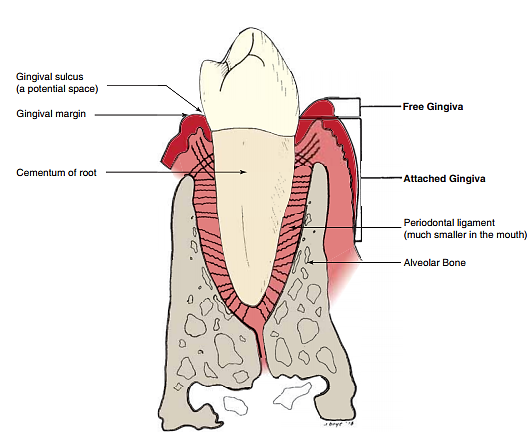 Gingival sulcus
(a potential space)
Gingival margin
Cementum of root
Free Gingiva
Attached Gingiva
Periodontal ligament
(much smaller in the mouth)
Alveolar Bone